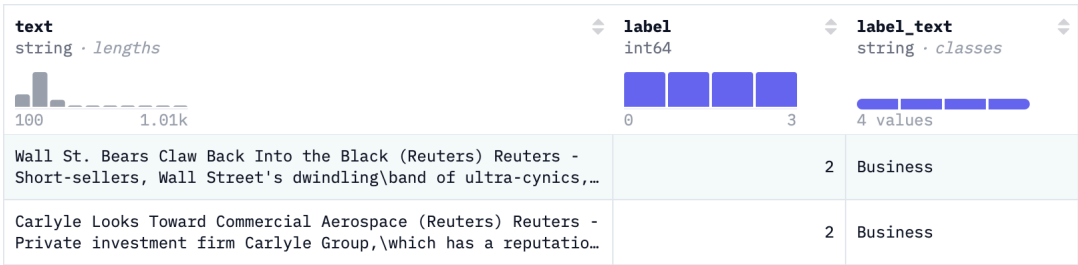 text
string · lengths
100 1.01k
label
int64
0 3
label_text
string · classes
4 values
Wall St. Bears Claw Back Into the Black (Reuters) Reuters -
Short-sellers, Wall Street's dwindling\band of ultra-cynics,…
2
Business
Carlyle Looks Toward Commercial Aerospace (Reuters) Reuters -
Private investment firm Carlyle Group,\which has a reputatio…
2
Business